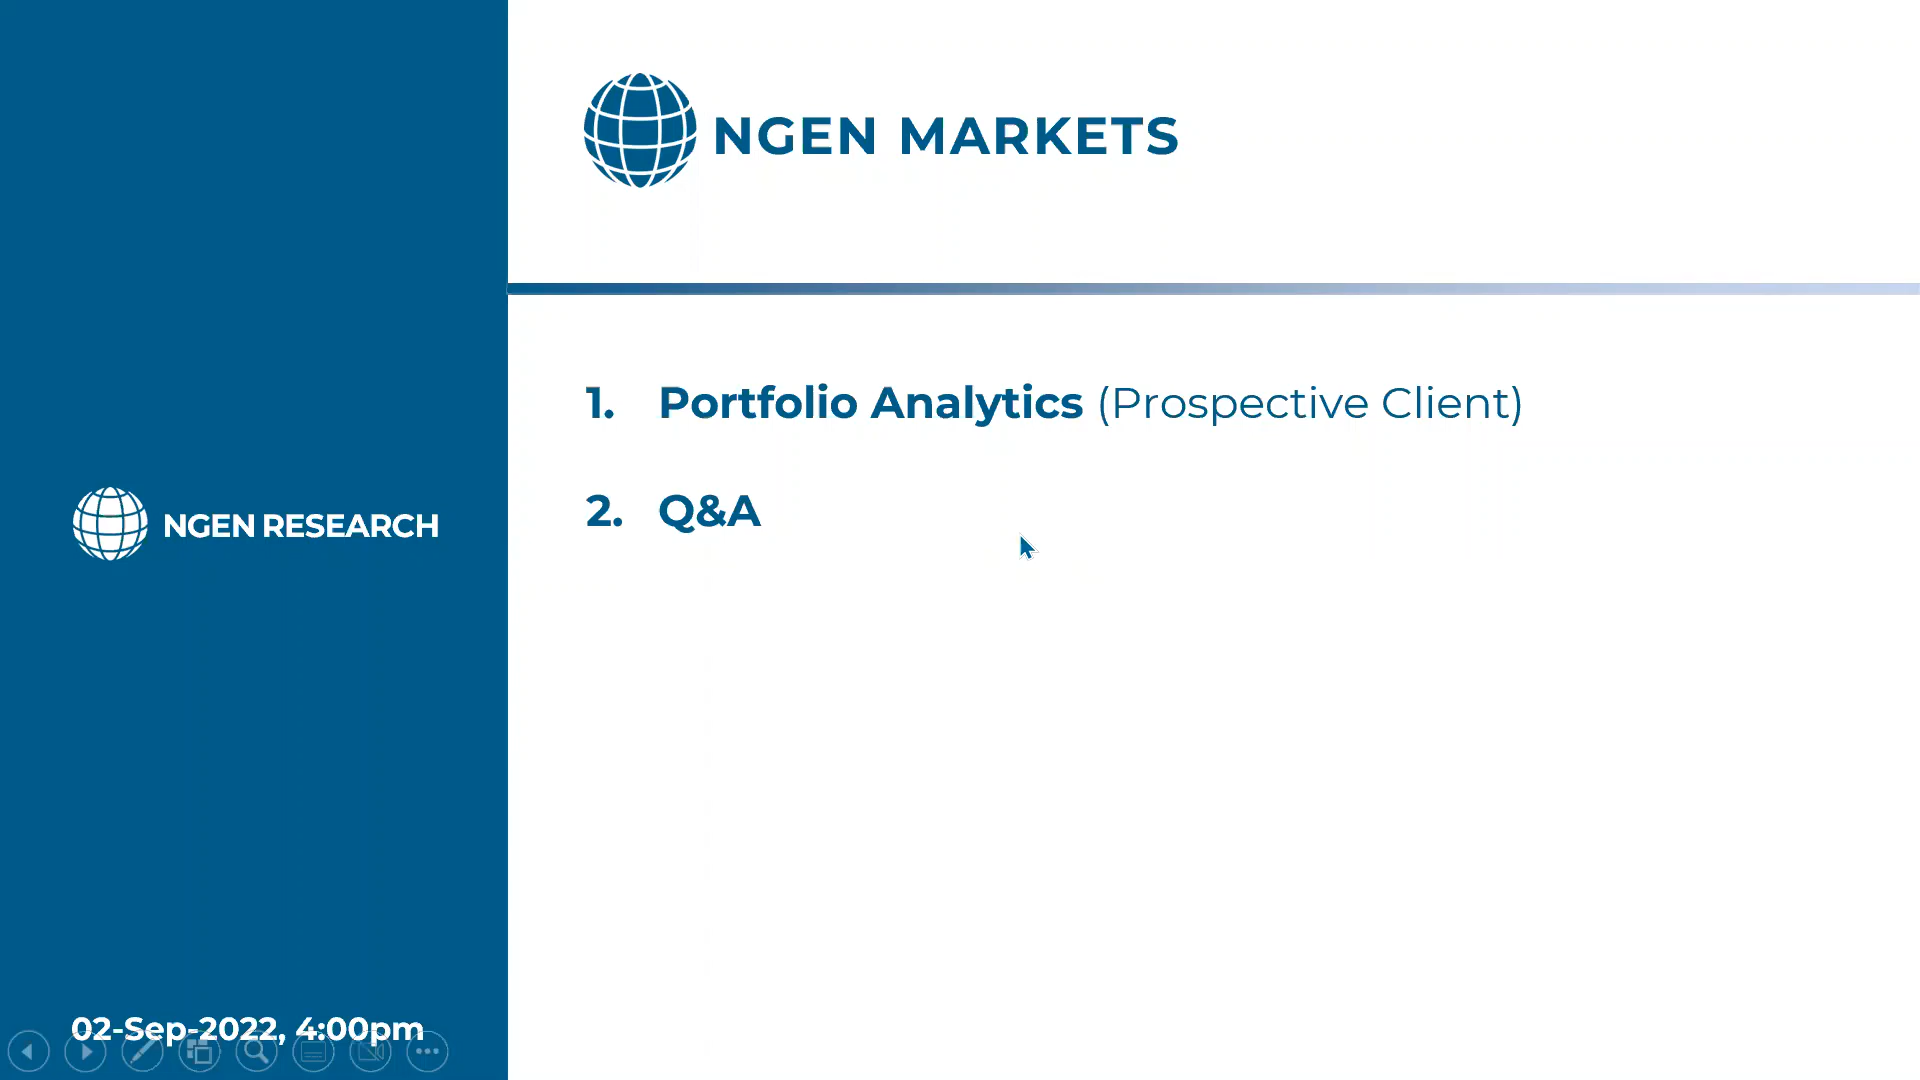 NGEN MARKETS
1. Portfolio Analytics (Prospective Client)
2. Q&A
NGEN RESEARCH
02-Sep-2022, 4:00pm